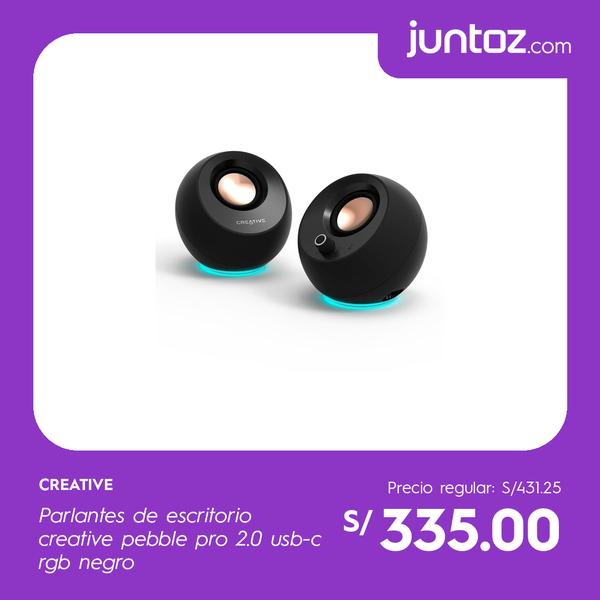 juntoz.com
CREATIVE
CREATIVE
Parlantes de escritorio
creative pebble pro 2.0 usb-c
rgb negro
Precio regular: S/431.25
S/ 335.00